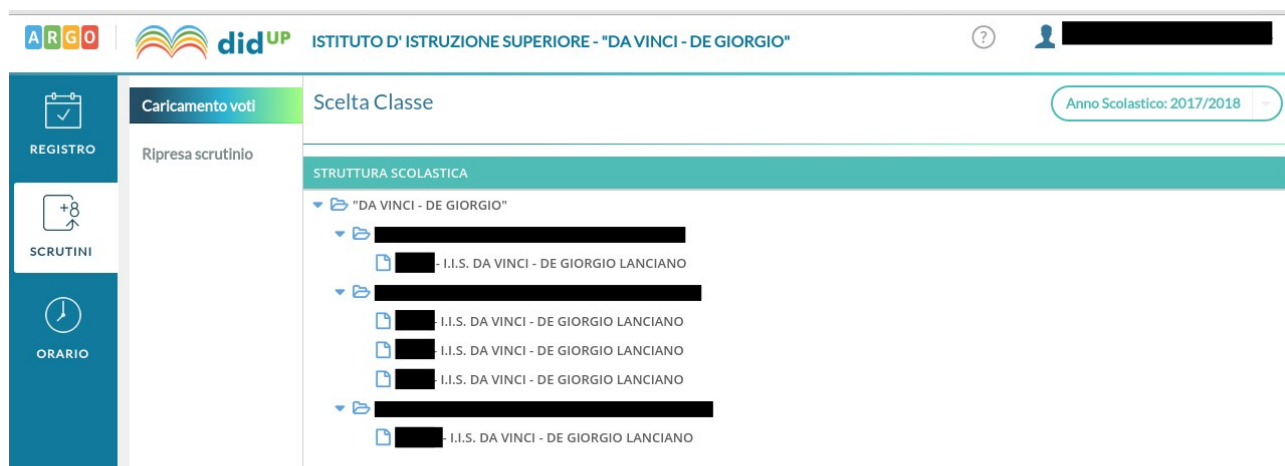 ARGO didUP ISTITUTO D' ISTRUZIONE SUPERIORE - "DA VINCI - DE GIORGIO" ?
REGISTRO
SCRUTINI
+8
ORARIO
Caricamento voti
Ripresa scrutinio
Scelta Classe
Anno Scolastico: 2017/2018
STRUTTURA SCOLASTICA
"DA VINCI - DE GIORGIO"
- I.I.S. DA VINCI - DE GIORGIO LANCIANO
- I.I.S. DA VINCI - DE GIORGIO LANCIANO
- I.I.S. DA VINCI - DE GIORGIO LANCIANO
- I.I.S. DA VINCI - DE GIORGIO LANCIANO
- I.I.S. DA VINCI - DE GIORGIO LANCIANO